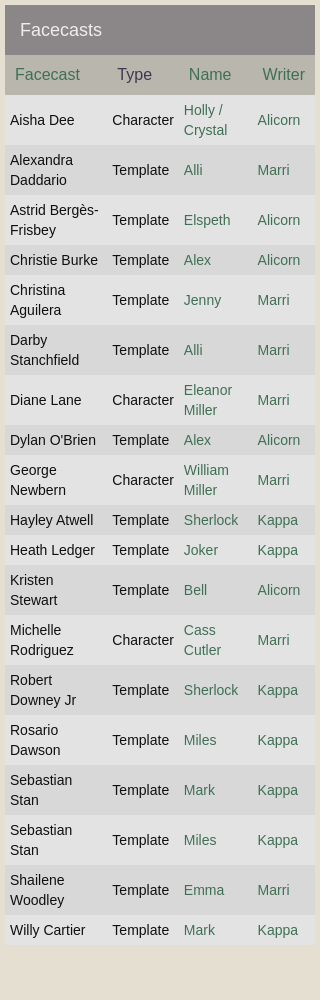 Facecasts
Facecast Type Name Writer
Aisha Dee Character Holly / Crystal Alicorn
Alexandra Daddario Template Alli Marri
Astrid Bergès-Frisbey Template Elspeth Alicorn
Christie Burke Template Alex Alicorn
Christina Aguilera Template Jenny Marri
Darby Stanchfield Template Alli Marri
Diane Lane Character Eleanor Miller Marri
Dylan O'Brien Template Alex Alicorn
George Newbern Character William Miller Marri
Hayley Atwell Template Sherlock Kappa
Heath Ledger Template Joker Kappa
Kristen Stewart Template Bell Alicorn
Michelle Rodriguez Character Cass Cutler Marri
Robert Downey Jr Template Sherlock Kappa
Rosario Dawson Template Miles Kappa
Sebastian Stan Template Mark Kappa
Sebastian Stan Template Miles Kappa
Shailene Woodley Template Emma Marri
Willy Cartier Template Mark Kappa